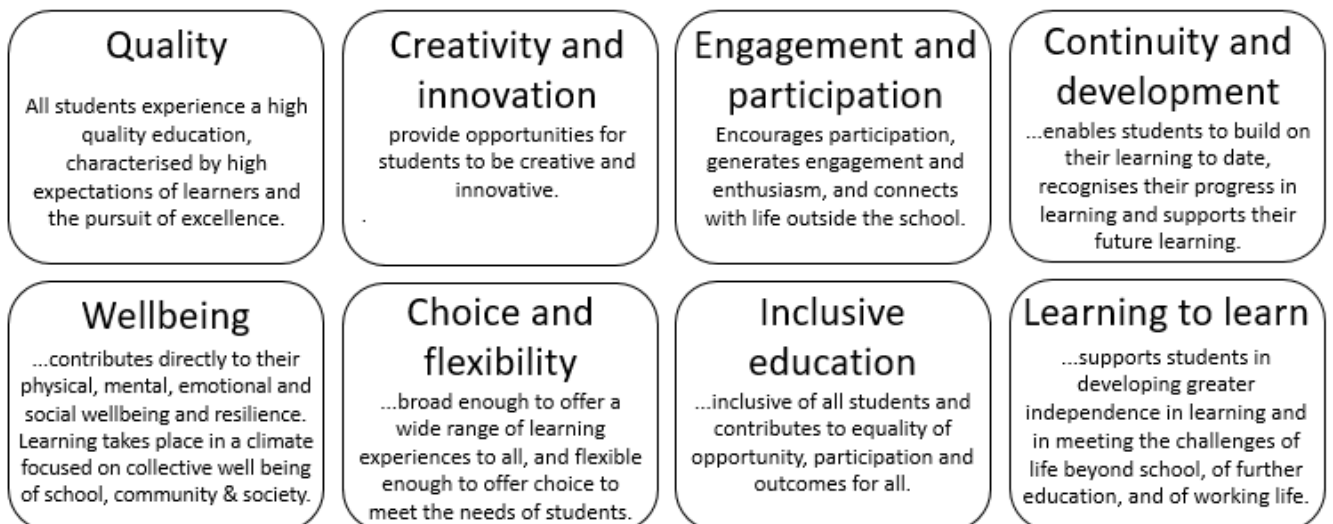 Quality
All students experience a high
quality education,
characterised by high
expectations of learners and
the pursuit of excellence.
Creativity and
innovation
provide opportunities for
students to be creative and
innovative.
.
Engagement and
participation
Encourages participation,
generates engagement and
enthusiasm, and connects
with life outside the school.
Continuity and
development
...enables students to build on
their learning to date,
recognises their progress in
learning and supports their
future learning.
Wellbeing
...contributes directly to their
physical, mental, emotional and
social wellbeing and resilience.
Learning takes place in a climate
focused on collective well being
of school, community & society.
Choice and
flexibility
...broad enough to offer a
wide range of learning
experiences to all, and flexible
enough to offer choice to
meet the needs of students.
Inclusive
education
...inclusive of all students and
contributes to equality of
opportunity, participation and
outcomes for all.
Learning to learn
...supports students in
developing greater
independence in learning and
in meeting the challenges of
life beyond school, of further
education, and of working life.